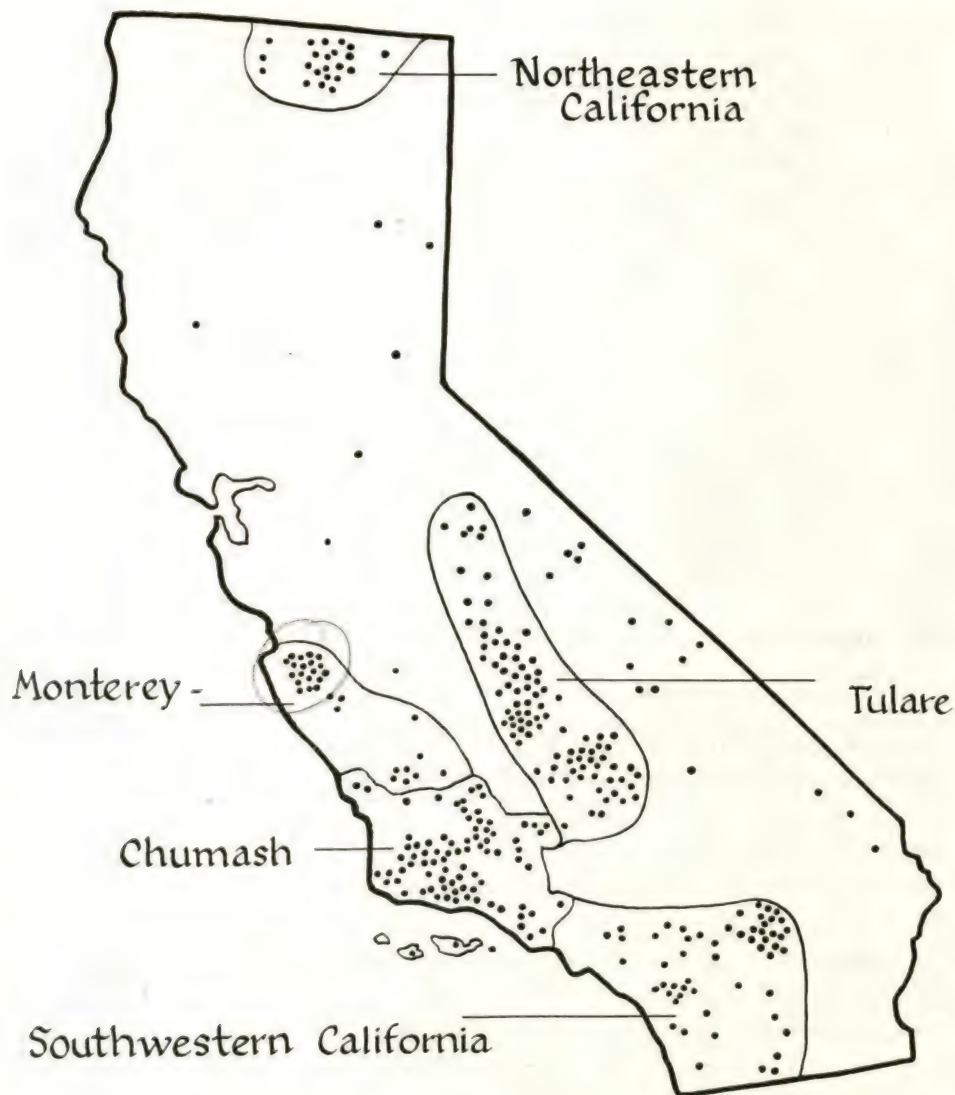 Northeastern
California
Monterey -
Tulare
Chumash
Southwestern California